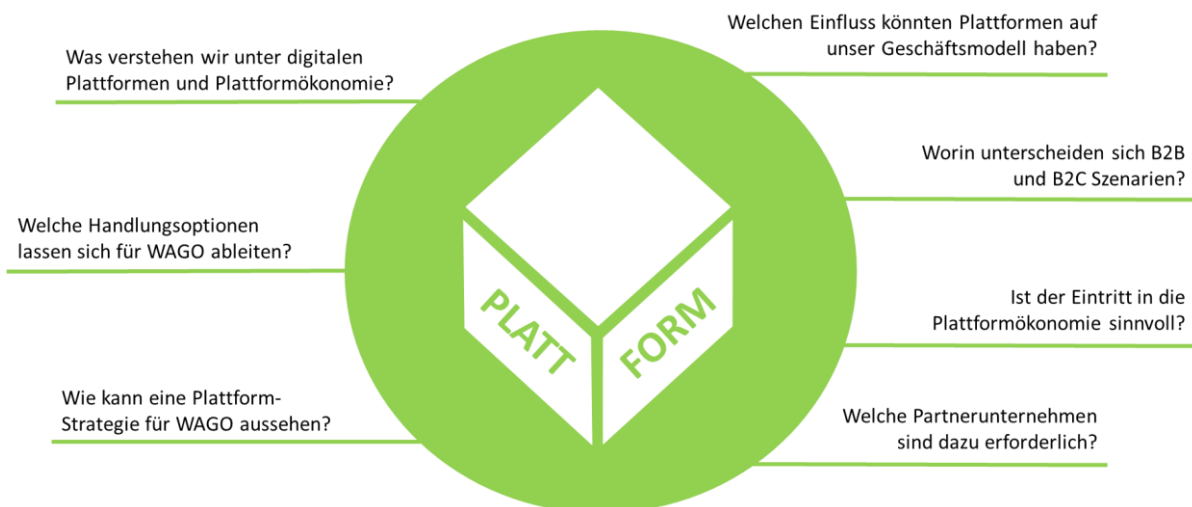 Was verstehen wir unter digitalen
Plattformen und Plattformökonomie?
Welche Handlungsoptionen
lassen sich für WAGO ableiten?
Wie kann eine Plattform-
Strategie für WAGO aussehen?
PLATT
FORM
Welchen Einfluss könnten Plattformen auf
unser Geschäftsmodell haben?
Worin unterscheiden sich B2B
und B2C Szenarien?
Ist der Eintritt in die
Plattformökonomie sinnvoll?
Welche Partnerunternehmen
sind dazu erforderlich?